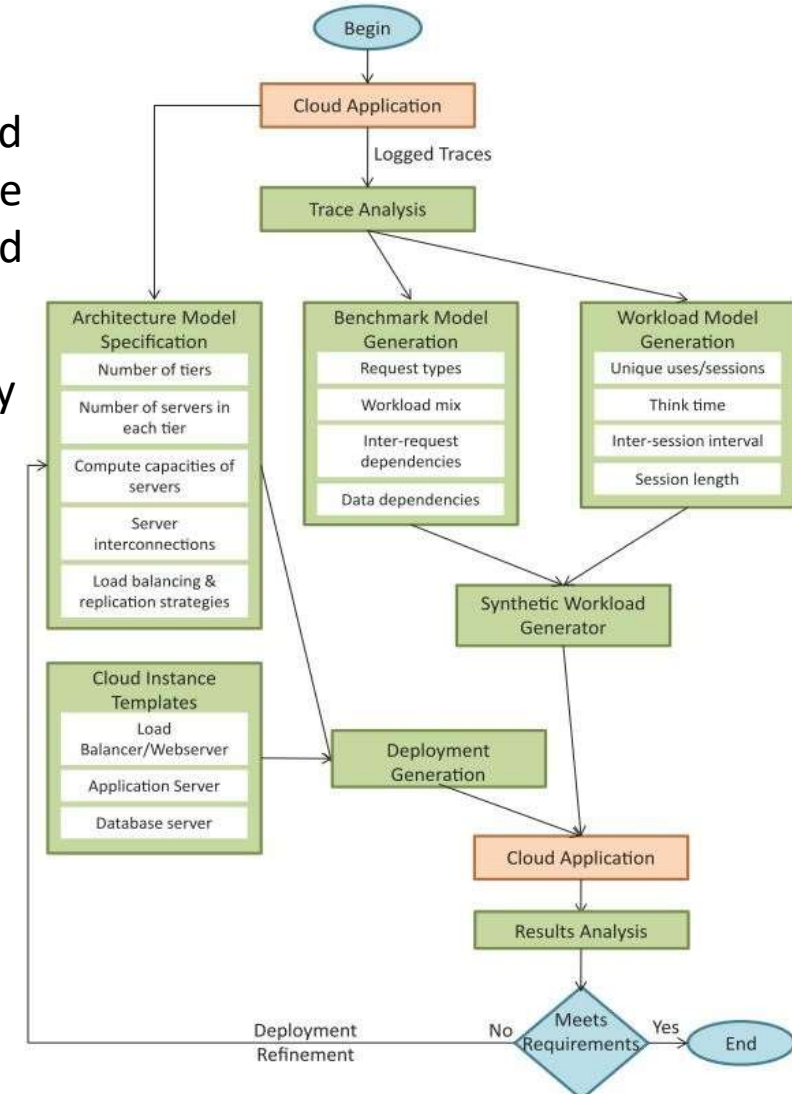 Begin
Cloud Application
Logged Traces
d
e
d
y
Trace Analysis
Architecture Model
Specification
Number of tiers
Number of servers in
each tier
Compute capacities of
servers
Server
interconnections
Load balancing &
replication strategies
Benchmark Model
Generation
Request types
Workload mix
Inter-request
dependencies
Data dependencies
Workload Model
Generation
Unique uses/sessions
Think time
Inter-session interval
Session length
Synthetic Workload
Generator
Cloud Instance
Templates
Load
Balancer/Webserver
Application Server
Database server
Deployment
Generation
Cloud Application
Results Analysis
Meets
Requirements
Yes
End
No
Deployment
Refinement